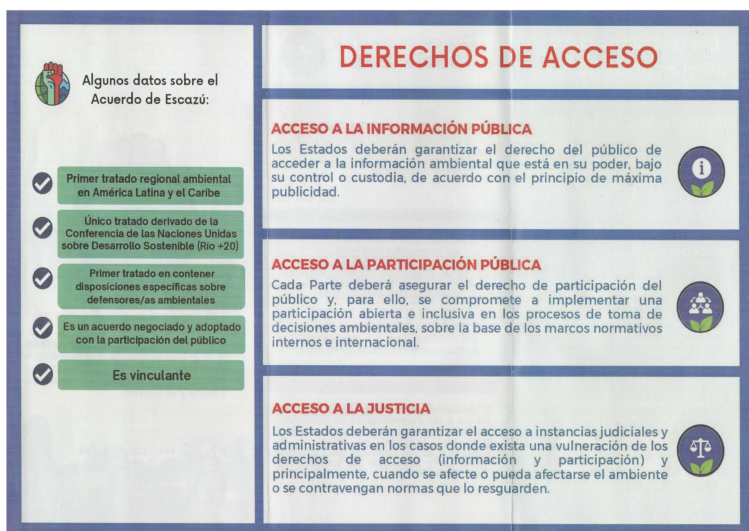 Algunos datos sobre el
Acuerdo de Escazú:
Primer tratado regional ambiental
en América Latina y el Caribe
Único tratado derivado de la
Conferencia de las Naciones Unidas
sobre Desarrollo Sostenible (Río +20)
Primer tratado en contener
disposiciones específicas sobre
defensores/as ambientales
Es un acuerdo negociado y adoptado
con la participación del público
Es vinculante
DERECHOS DE ACCESO
ACCESO A LA INFORMACIÓN PÚBLICA
Los Estados deberán garantizar el derecho del público de
acceder a la información ambiental que está en su poder, bajo
su control o custodia, de acuerdo con el principio de máxima
publicidad.
ACCESO A LA PARTICIPACIÓN PÚBLICA
Cada Parte deberá asegurar el derecho de participación del
público y, para ello, se compromete a implementar una
participación abierta e inclusiva en los procesos de toma de
decisiones ambientales, sobre la base de los marcos normativos
internos e internacional.
ACCESO A LA JUSTICIA
Los Estados deberán garantizar el acceso a instancias judiciales y
administrativas en los casos donde exista una vulneración de los
derechos de acceso (información y participación) y
principalmente, cuando se afecte o pueda afectarse el ambiente
o se contravengan normas que lo resguarden.